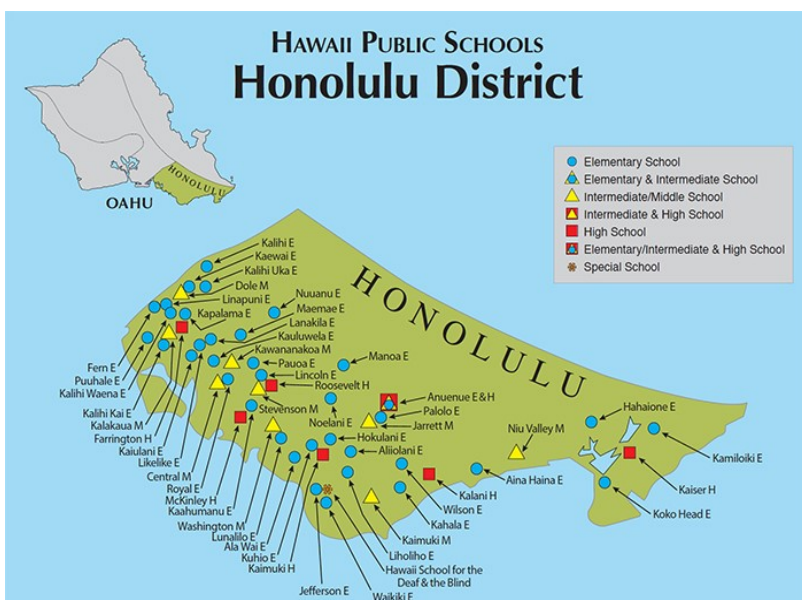 HAWAII PUBLIC SCHOOLS
Honolulu District
HONOLULU
OAHU
Elementary School
Elementary & Intermediate School
Intermediate/Middle School
Intermediate & High School
High School
Elementary/Intermediate & High School
Special School
HONOLULU
Kalihi E
Kaewai E
Kalihi Uka E
Dole M
Linapuni E
Kapalama E
Nuuanu E
Maemae E
Lanakila E
Kauluwela E
Kawananakoa M
Pauoa E
Lincoln E
Roosevelt H
Manoa E
Fern E
Puuhale E
Kalihi Waena E
Kalihi Kai E
Kalakaua M
Farrington H
Kaiulani E
Likelike E
Central M
Royal E
McKinley H
Kaahumanu E
Stevenson M
Washington M
Lunalilo E
Ala Wai E
Kuhio E
Kaimuki H
Jefferson E
Waikiki E
Noelani E
Hokulani E
Aliiolani E
Anuenue E & H
Palolo E
Jarrett M
Niu Valley M
Hahaione E
Kamiloiki E
Kaiser H
Koko Head E
Aina Haina E
Kalani H
Wilson E
Kahala E
Kaimuki M
Liholiho E
Hawaii School for the
Deaf & the Blind